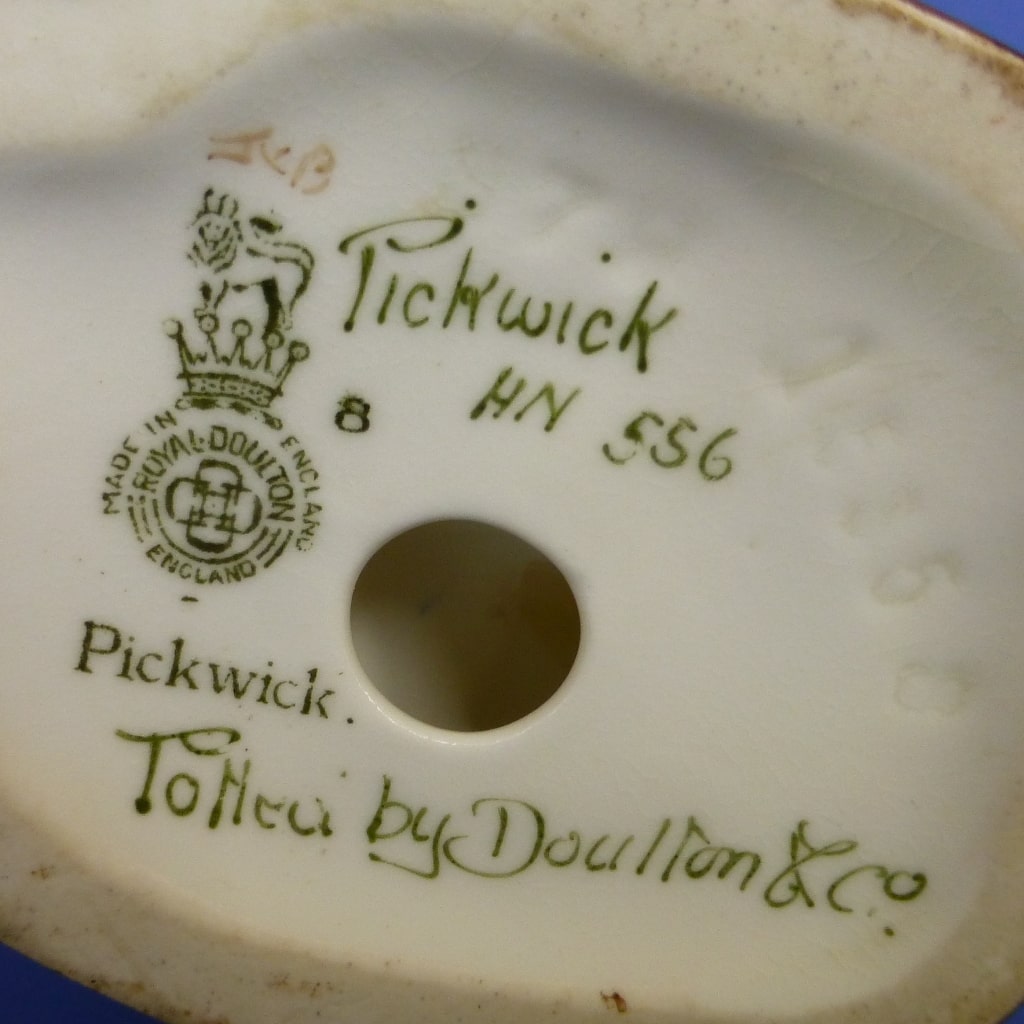 Pickwick
HN 556
8
MADE IN ENGLAND
ROYAL·DOULTON
ENGLAND
Pickwick.
Potted by Doulton & Co.